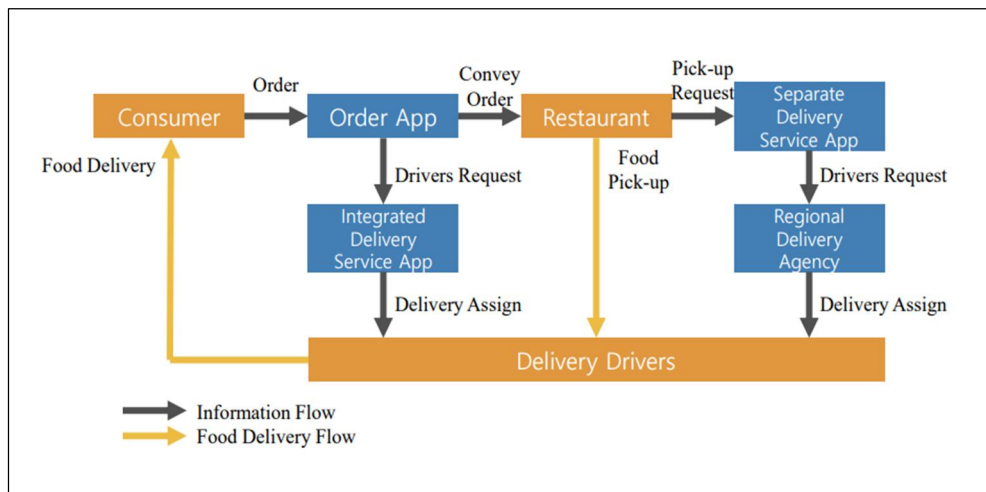 Order
Convey
Order
Pick-up
Request
Consumer
Order App
Restaurant
Separate
Delivery
Service App
Food Delivery
Drivers Request
Food
Pick-up
Drivers Request
Integrated
Delivery
Service App
Regional
Delivery
Agency
Delivery Assign
Delivery Assign
Delivery Drivers
Information Flow
Food Delivery Flow